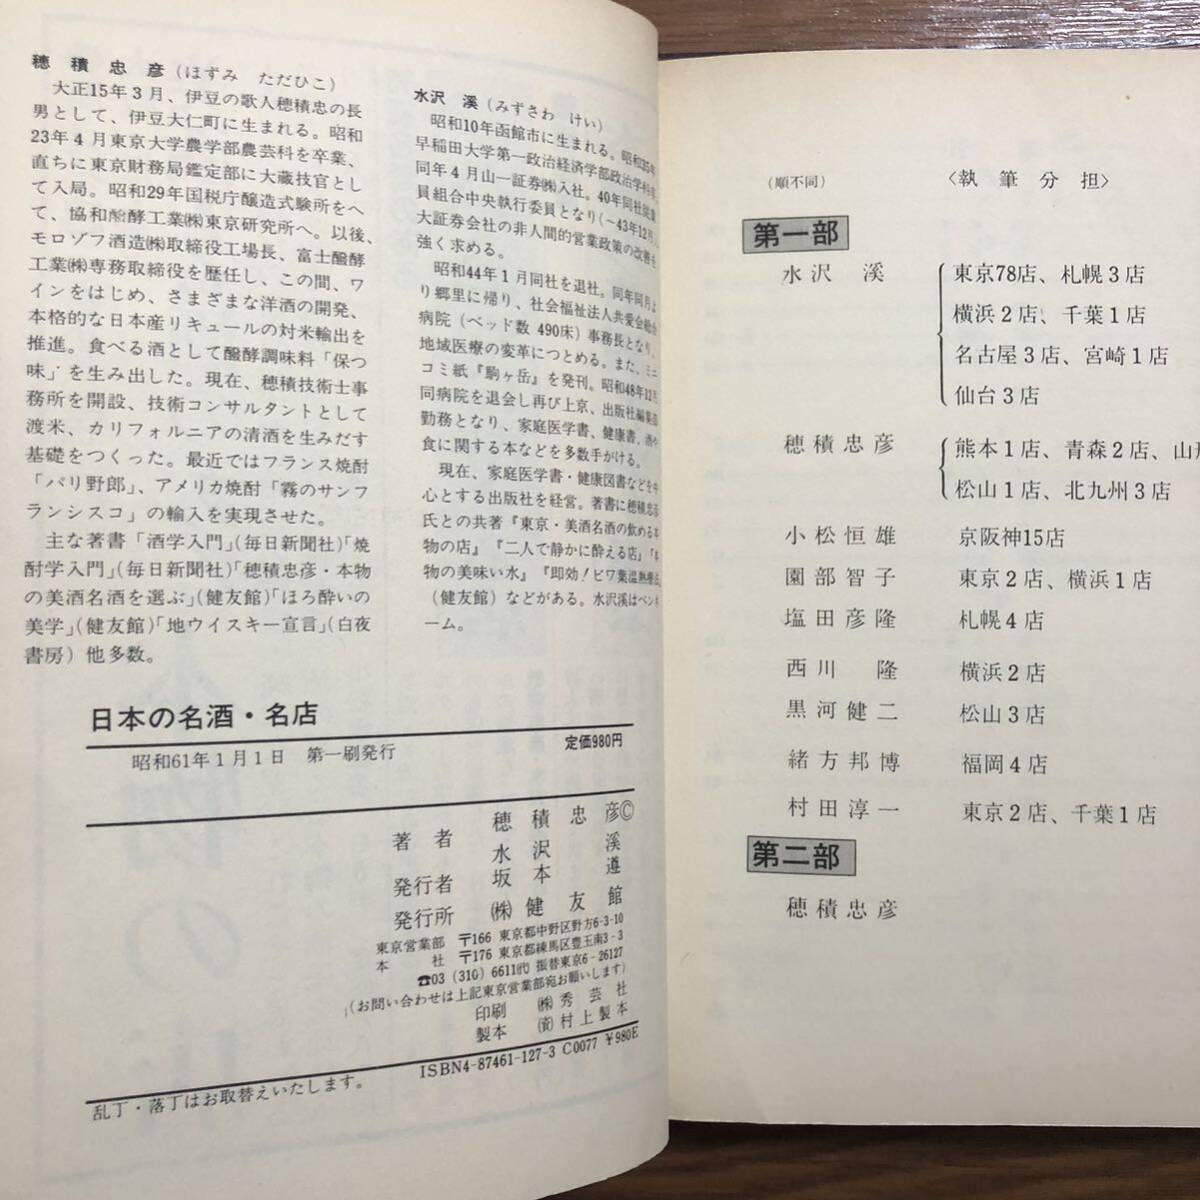 穂積忠彦(ほずみ ただひこ)
大正15年3月、伊豆の歌人穂積忠の長
男として、伊豆大仁町に生まれる。昭和
23年4月東京大学農学部農芸科を卒業、
直ちに東京財務局鑑定部に大蔵技官とし
て入局。昭和29年国税庁醸造式験所をへ
て、協和醗酵工業㈱東京研究所へ。以後、
モロゾフ酒造㈱取締役工場長、富士醗酵
工業㈱専務取締役を歴任し、この間、ワ
インをはじめ、さまざまな洋酒の開発、
本格的な日本産リキュールの対米輸出を
推進。食べる酒として醗酵調味料「保つ
味」を生み出した。現在、穂積技術士事
務所を開設、技術コンサルタントとして
渡米、カリフォルニアの清酒を生みだす
基礎をつくった。最近ではフランス焼酎
「パリ野郎」、アメリカ焼酎「霧のサンフ
ランシスコ」の輸入を実現させた。
主な著書「酒学入門」(毎日新聞社)「焼
酎学入門」(毎日新聞社)「穂積忠彦・本物
の美酒名酒を選ぶ」(健友館)「ほろ酔いの
美学」(健友館)「地ウイスキー宣言」(白夜
書房)他多数。
水沢 溪(みずさわ けい)
昭和10年函館市に生まれる。昭和35年
早稲田大学第一政治経済学部政治学科卒。
同年4月山一証券㈱入社。40年同社従業
員組合中央執行委員となり(−43年12月)、
大証券会社の非人間的営業政策の改善を
強く求める。
昭和44年1月同社を退社。同年同月よ
り郷里に帰り、社会福祉法人共愛会総合
病院(ベッド数 490床)事務長となり、
地域医療の変革につとめる。また、ミニ
コミ紙『駒ヶ岳』を発刊。昭和48年12月
同病院を退会し再び上京、出版社編集部
勤務となり、家庭医学書、健康書、酒や
食に関する本などを多数手がける。
現在、家庭医学書・健康図書などを中
心とする出版社を経営。著書に穂積忠彦
氏との共著『東京・美酒名酒の飲める本
物の店』『二人で静かに酔える店』『本
物の美味い水』『即効！ビワ葉温熱療法』
(健友館)などがある。水沢溪はペンネ
ーム。
日本の名酒・名店
昭和61年1月1日 第一刷発行 定価980円
著者 穂積忠彦©
水沢 溪
発行者 坂本 遵
発行所 ㈱健友館
東京営業部 〒166 東京都中野区野方6-3-10
本社 〒176 東京都練馬区豊玉南3-3
☎03 (310) 6611㈹ 振替東京6-26127
(お問い合わせは上記東京営業部宛お願いします)
印刷 ㈱秀芸社
製本 ㈾村上製本
ISBN4-87461-127-3 C0077 ¥980E
乱丁・落丁はお取替えいたします。
(順不同) 〈執筆分担〉
第一部
水沢 溪 東京78店、札幌3店
横浜2店、千葉1店
名古屋3店、宮崎1店
仙台3店
穂積忠彦 熊本1店、青森2店、山形
松山1店、北九州3店
小松恒雄 京阪神15店
園部智子 東京2店、横浜1店
塩田彦隆 札幌4店
西川 隆 横浜2店
黒河健二 松山3店
緒方邦博 福岡4店
村田淳一 東京2店、千葉1店
第二部
穂積忠彦